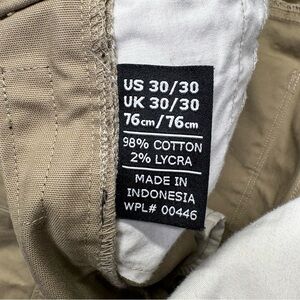 US 30/30
UK 30/30
76cm/76cm
98% COTTON
2% LYCRA
MADE IN
INDONESIA
WPL# 00446